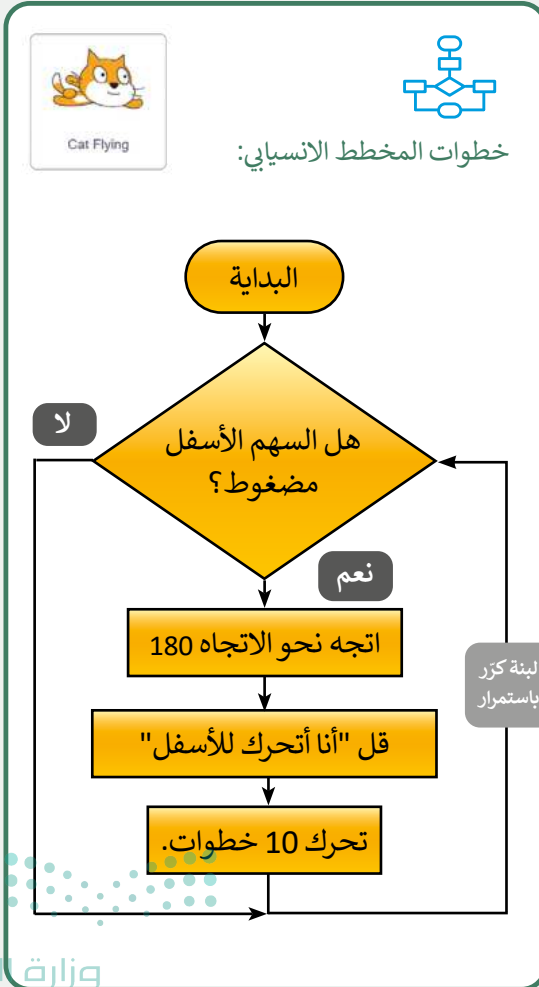 Cat Flying
خطوات المخطط الانسيابي:
البداية
هل السهم الأسفل
مضغوط؟
لا
نعم
اتجه نحو الاتجاه 180
لبنة كرّر
باستمرار
قل "أنا أتحرك للأسفل"
تحرك 10 خطوات.
وزارة